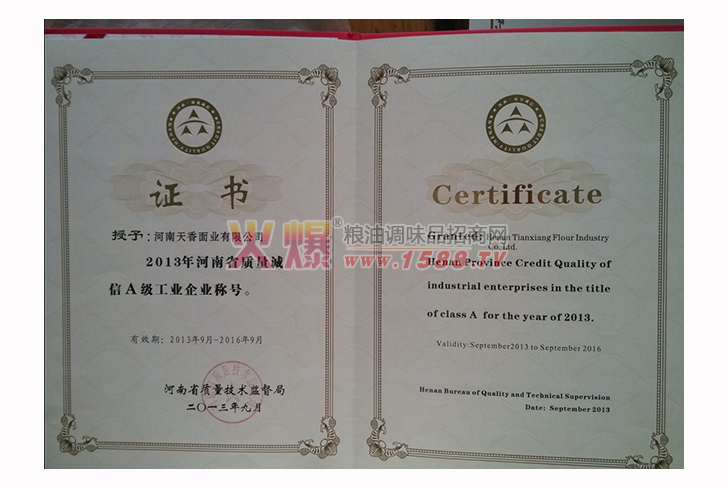 证书
授予:河南天香面业有限公司
2013年河南省质量诚
信A级工业企业称号。
有效期: 2013年9月~2016年9月
河南省质量技术监督局
二〇一三年九月
Certificate
Granted: Henan Tianxiang Flour Industry
Co. Ltd.
Henan Province Credit Quality of
industrial enterprises in the title
of class A for the year of 2013.
Validity:September2013 to September 2016
Henan Bureau of Quality and Technical Supervision
Date: September 2013
火爆®粮油调味品招商网
www.1588.TV